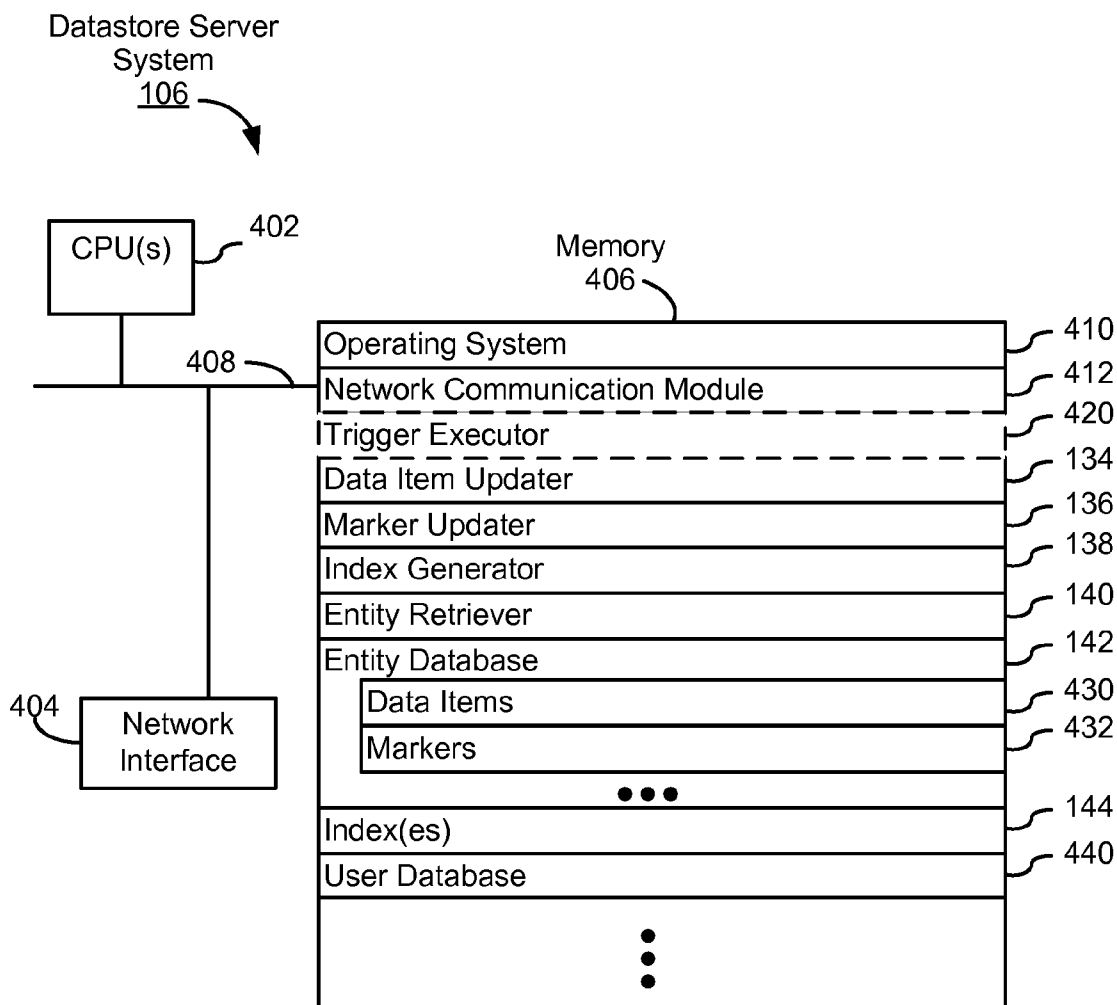 Datastore Server
System
106
CPU(s)
402
Memory
406
408
Operating System
410
Network Communication Module
412
Trigger Executor
420
Data Item Updater
134
Marker Updater
136
Index Generator
138
Entity Retriever
140
Entity Database
142
Data Items
430
Markers
432
404
Network
Interface
Index(es)
144
User Database
440